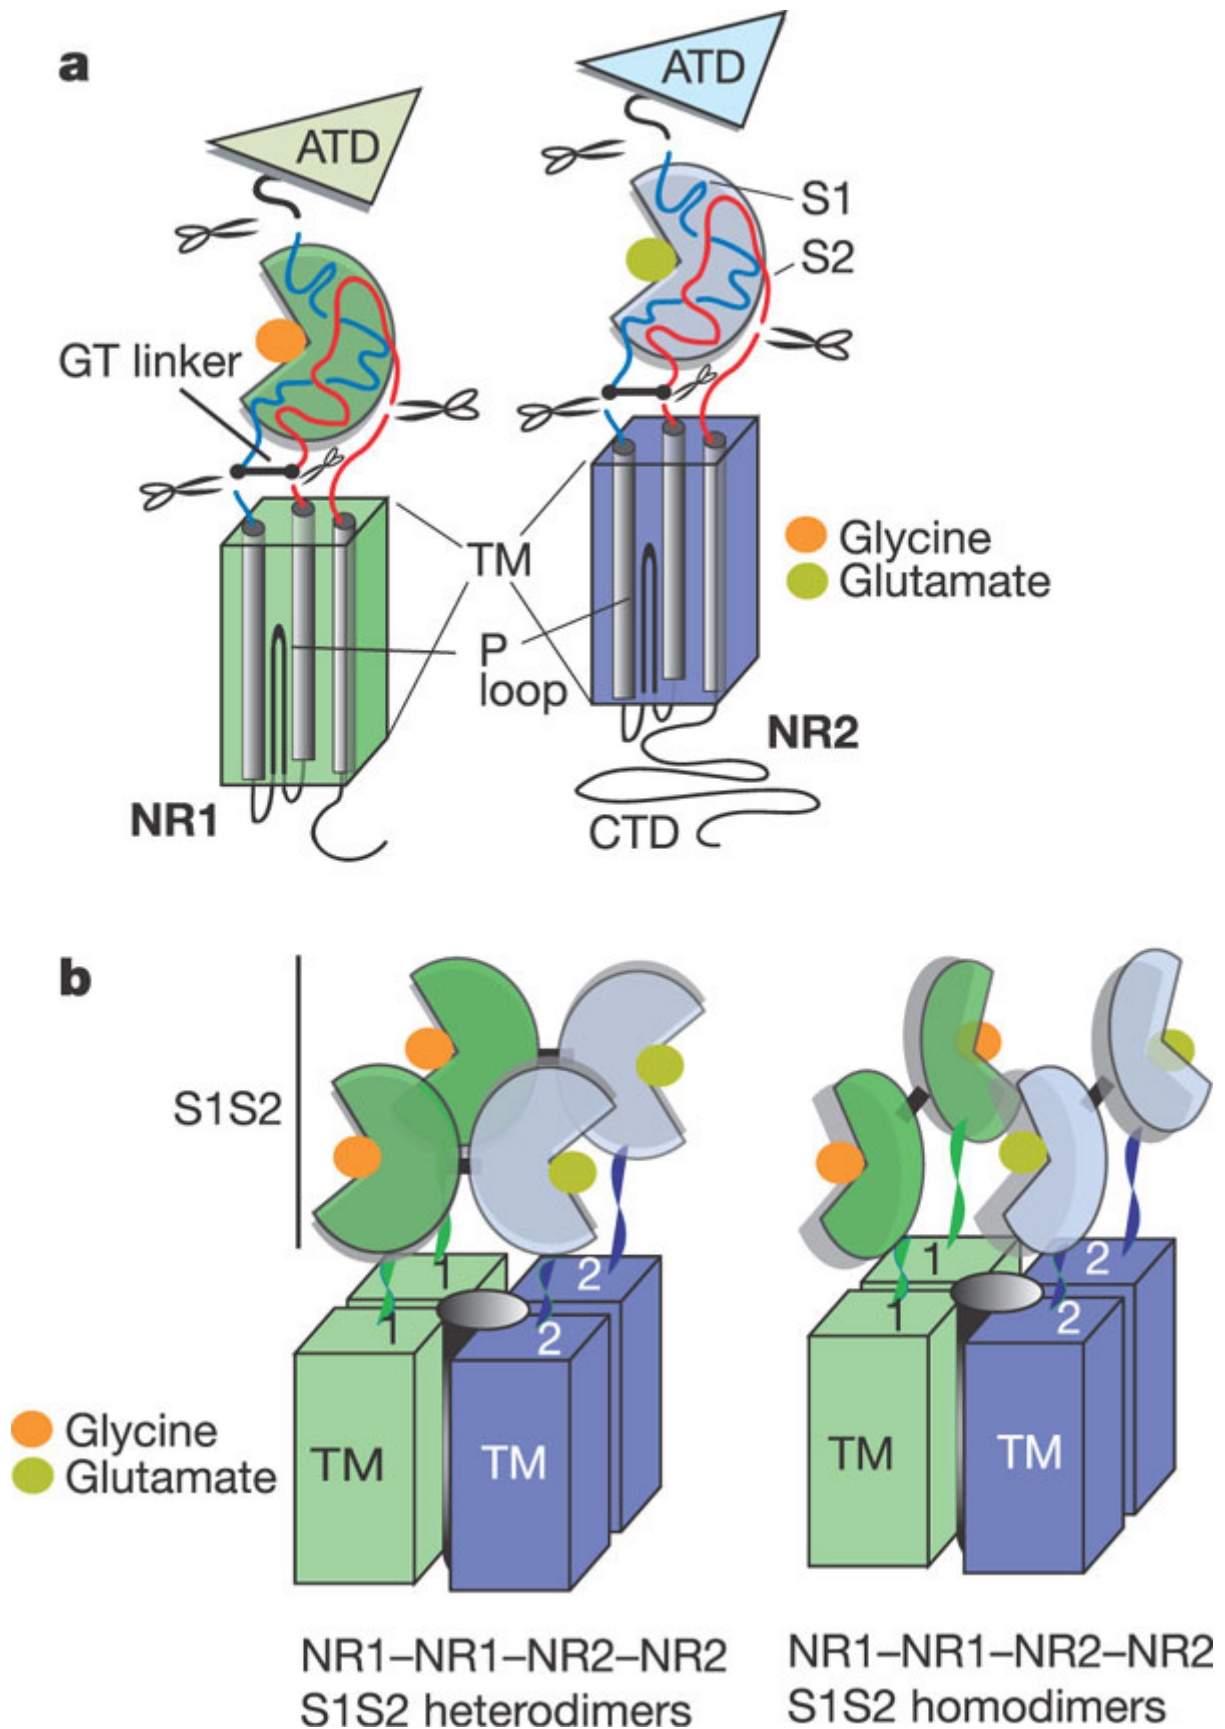 a
ATD
ATD
S1
S2
GT linker
TM
Glycine
Glutamate
P
loop
NR2
NR1
CTD
b
S1S2
1
2
1
2
1
2
1
2
Glycine
Glutamate
TM
TM
TM
TM
NR1–NR1–NR2–NR2
S1S2 heterodimers
NR1–NR1–NR2–NR2
S1S2 homodimers